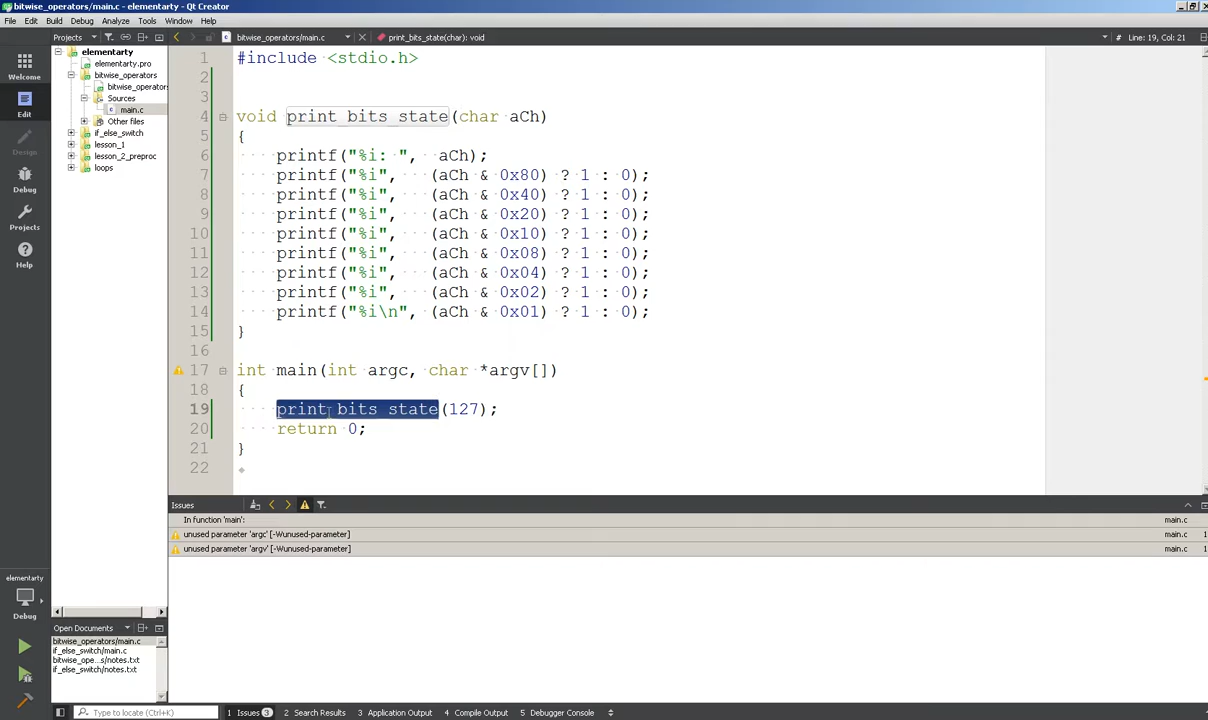 bitwise_operators/main.c - elementarty - Qt Creator
File Edit Build Debug Analyze Tools Window Help
Projects
bitwise_operators/main.c
print_bits_state(char): void
# Line: 19, Col: 21
Welcome
Edit
Design
Debug
Projects
Help
elementarty
elementarty.pro
bitwise_operators
bitwise_operator
Sources
main.c
Other files
if_else_switch
lesson_1
lesson_2_preproc
loops
1 #include <stdio.h>
2
3
4 void print_bits_state(char aCh)
5 {
6 printf("%i: ", aCh);
7 printf("%i", (aCh & 0x80) ? 1 : 0);
8 printf("%i", (aCh & 0x40) ? 1 : 0);
9 printf("%i", (aCh & 0x20) ? 1 : 0);
10 printf("%i", (aCh & 0x10) ? 1 : 0);
11 printf("%i", (aCh & 0x08) ? 1 : 0);
12 printf("%i", (aCh & 0x04) ? 1 : 0);
13 printf("%i", (aCh & 0x02) ? 1 : 0);
14 printf("%i\n", (aCh & 0x01) ? 1 : 0);
15 }
16
17 int main(int argc, char *argv[])
18 {
19 print_bits_state(127);
20 return 0;
21 }
22
Issues
In function 'main': main.c
unused parameter 'argc' [-Wunused-parameter] main.c 1
unused parameter 'argv' [-Wunused-parameter] main.c 1
elementarty
Debug
Open Documents
bitwise_operators/main.c
if_else_switch/main.c
bitwise_ope...s/notes.txt
if_else_switch/notes.txt
Type to locate (Ctrl+K)
1 Issues 3
2 Search Results
3 Application Output
4 Compile Output
5 Debugger Console